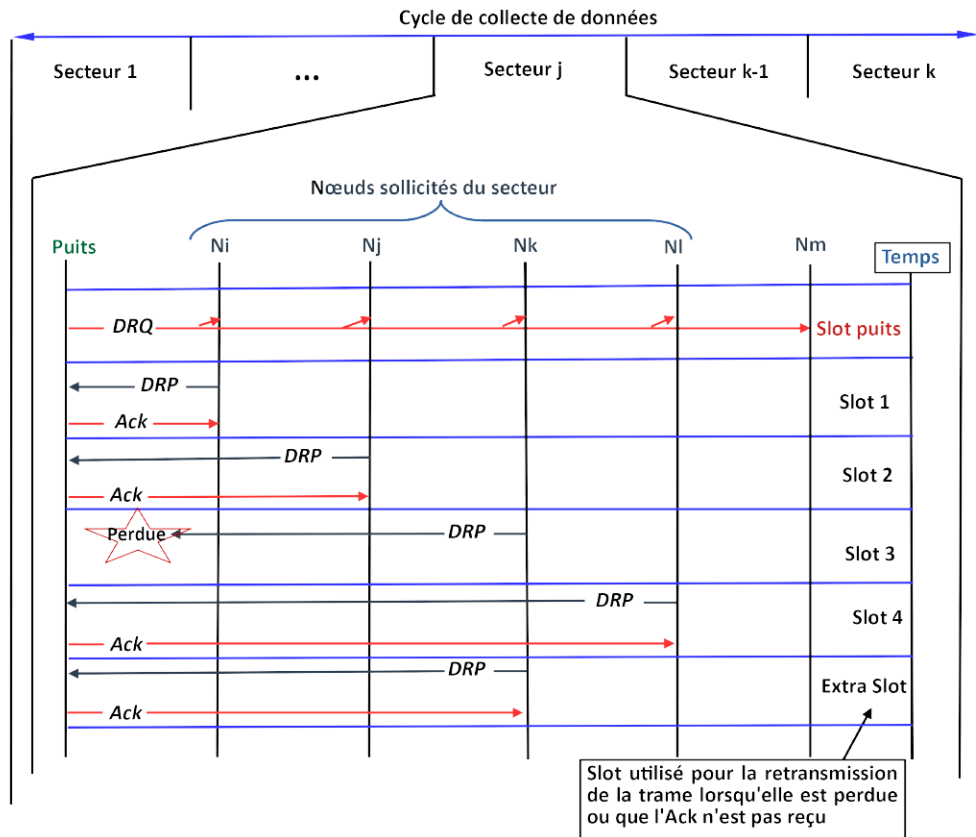 Cycle de collecte de données
Secteur 1
...
Secteur j
Secteur k-1
Secteur k
Nœuds sollicités du secteur
Puits
Ni
Nj
Nk
Nl
Nm
Temps
DRQ
Slot puits
DRP
Ack
Slot 1
DRP
Ack
Slot 2
Perdue
DRP
Slot 3
DRP
Ack
Slot 4
DRP
Ack
Extra Slot
Slot utilisé pour la retransmission
de la trame lorsqu'elle est perdue
ou que l'Ack n'est pas reçu